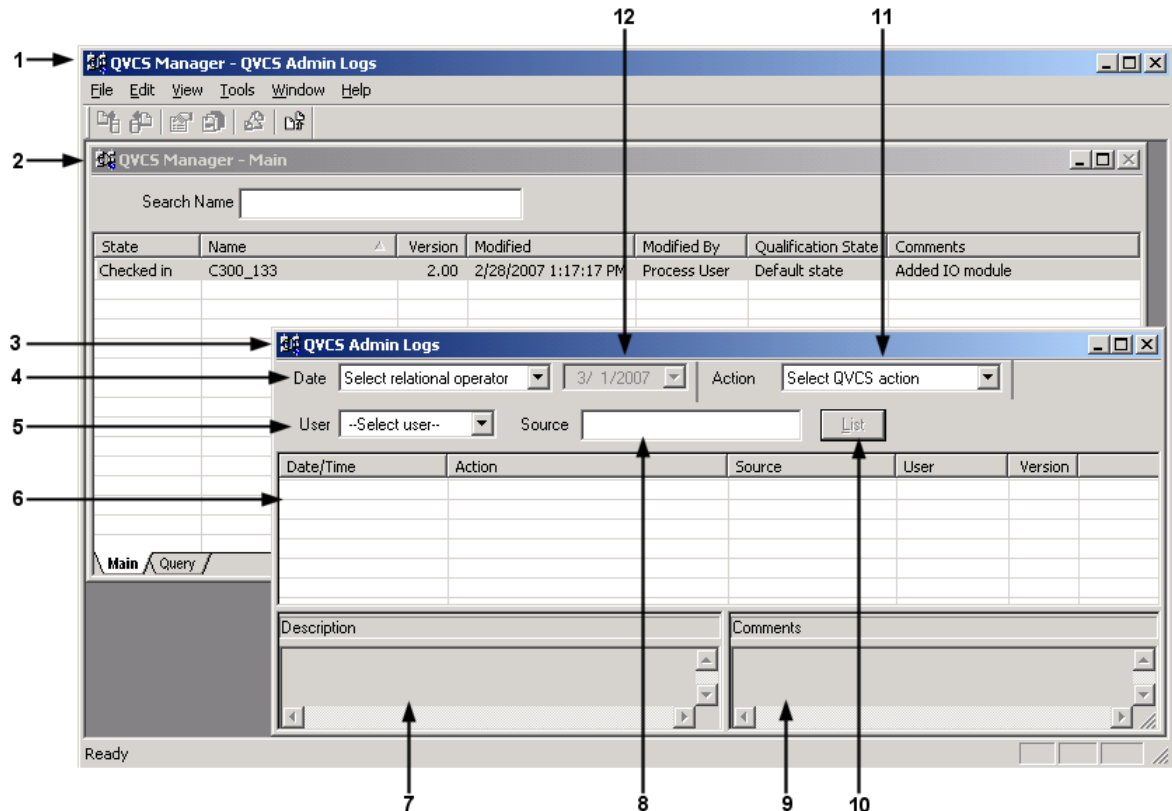 12 11
1 QVCS Manager - QVCS Admin Logs
File Edit View Tools Window Help
2 QVCS Manager - Main
Search Name
State Name Version Modified Modified By Qualification State Comments
Checked in C300_133 2.00 2/28/2007 1:17:17 PM Process User Default state Added IO module
3 QVCS Admin Logs
4 Date Select relational operator 3/ 1/2007 Action Select QVCS action
5 User --Select user-- Source List
Date/Time Action Source User Version
6
Main Query
Description Comments
Ready
7 8 9 10